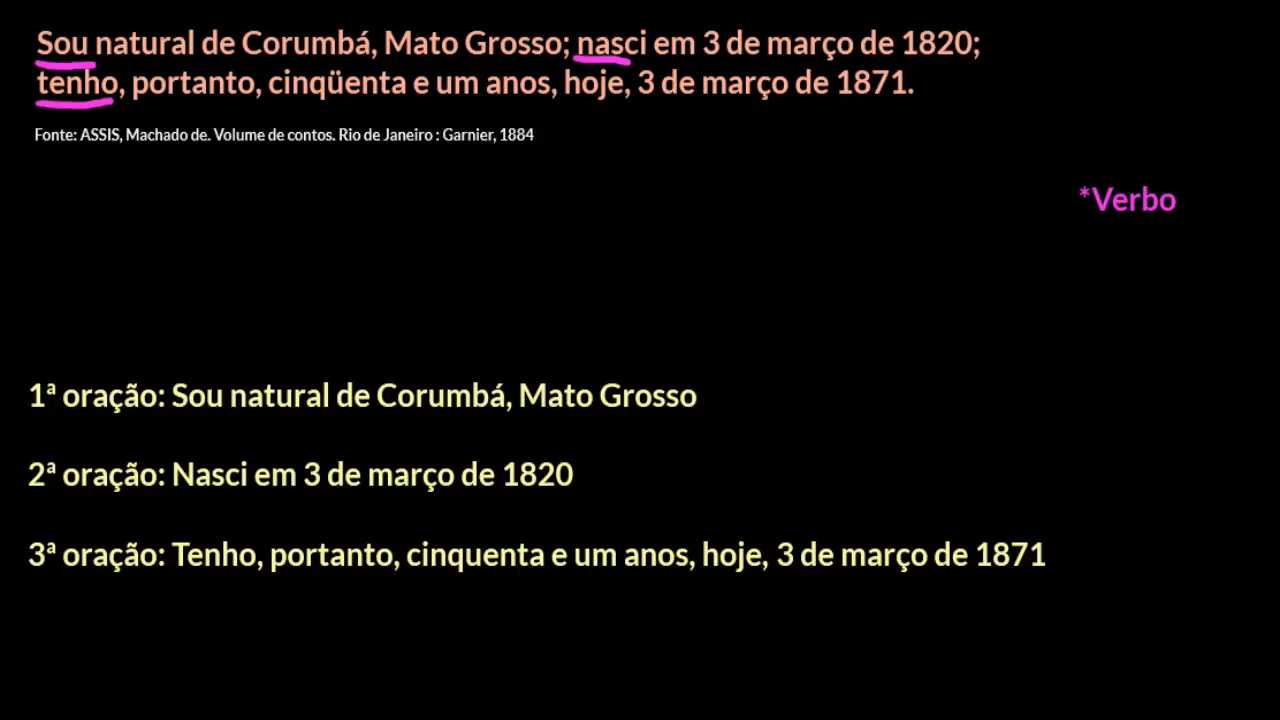 Sou natural de Corumbá, Mato Grosso; nasci em 3 de março de 1820;
tenho, portanto, cinqüenta e um anos, hoje, 3 de março de 1871.
Fonte: ASSIS, Machado de. Volume de contos. Rio de Janeiro : Garnier, 1884
*Verbo
1ª oração: Sou natural de Corumbá, Mato Grosso
2ª oração: Nasci em 3 de março de 1820
3ª oração: Tenho, portanto, cinquenta e um anos, hoje, 3 de março de 1871